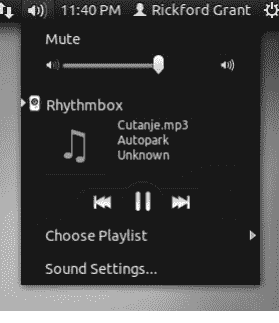 11:40 PM Rickford Grant
Mute
Rhythmbox
Cutanje.mp3
Autopark
Unknown
Choose Playlist
Sound Settings...